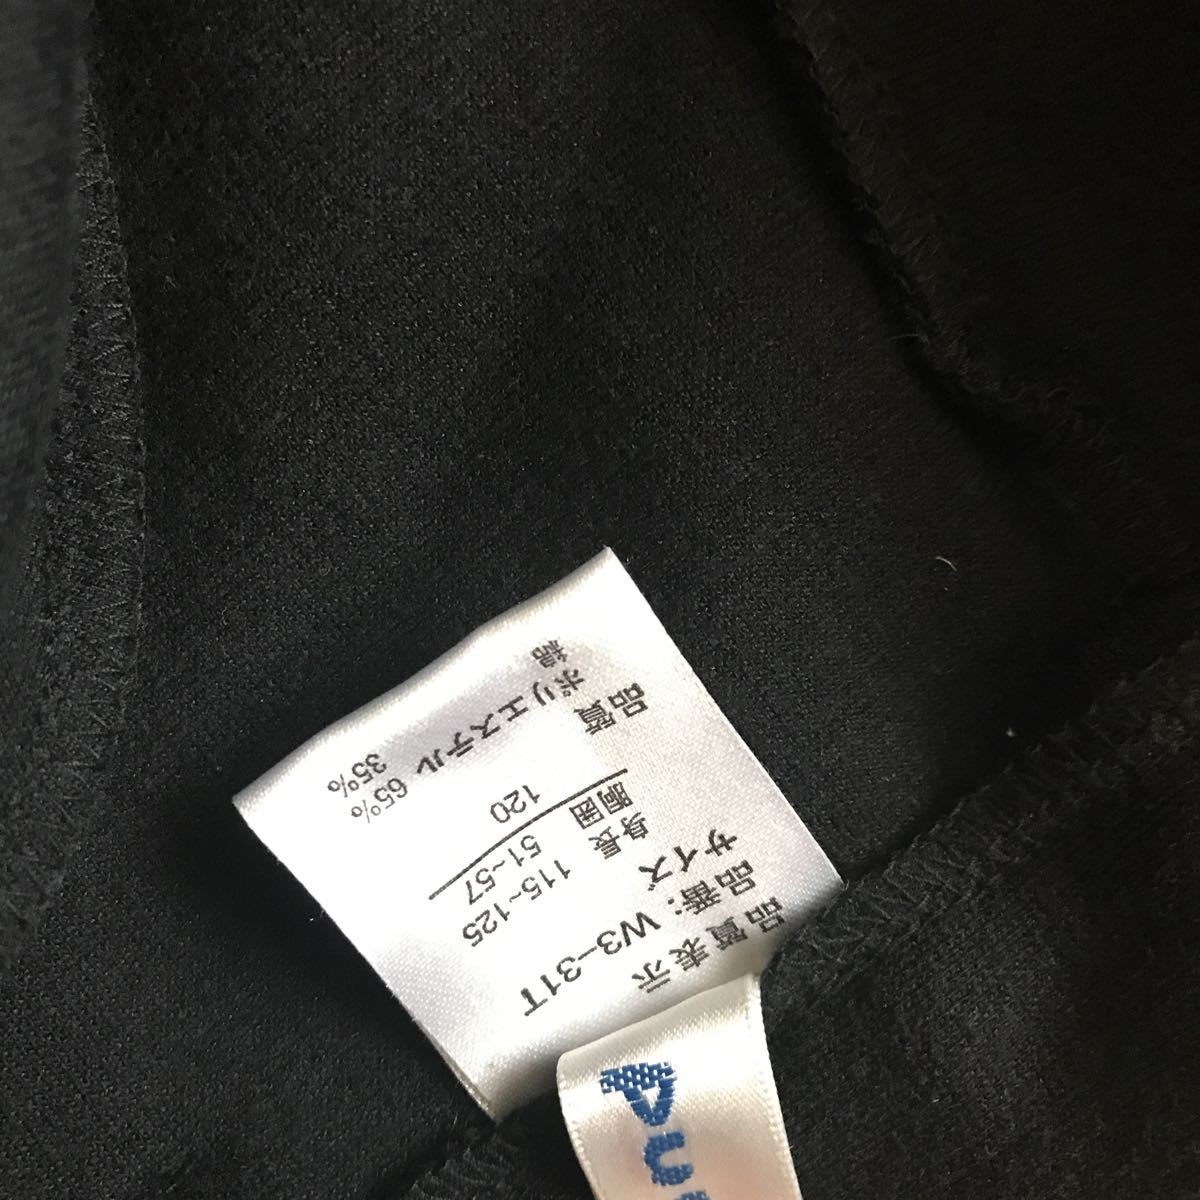 品質表示
品番: W3-31T
サイズ
身長 115~125
胸囲 51~57
120
品質
ポリエステル 65%
綿 35%